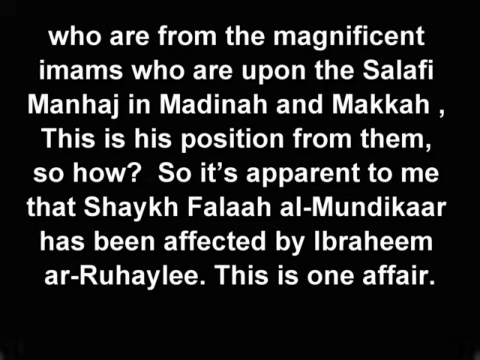 who are from the magnificent
imams who are upon the Salafi
Manhaj in Madinah and Makkah ,
This is his position from them,
so how?  So it's apparent to me
that Shaykh Falaah al-Mundikaar
has been affected by Ibraheem
ar-Ruhaylee. This is one affair.